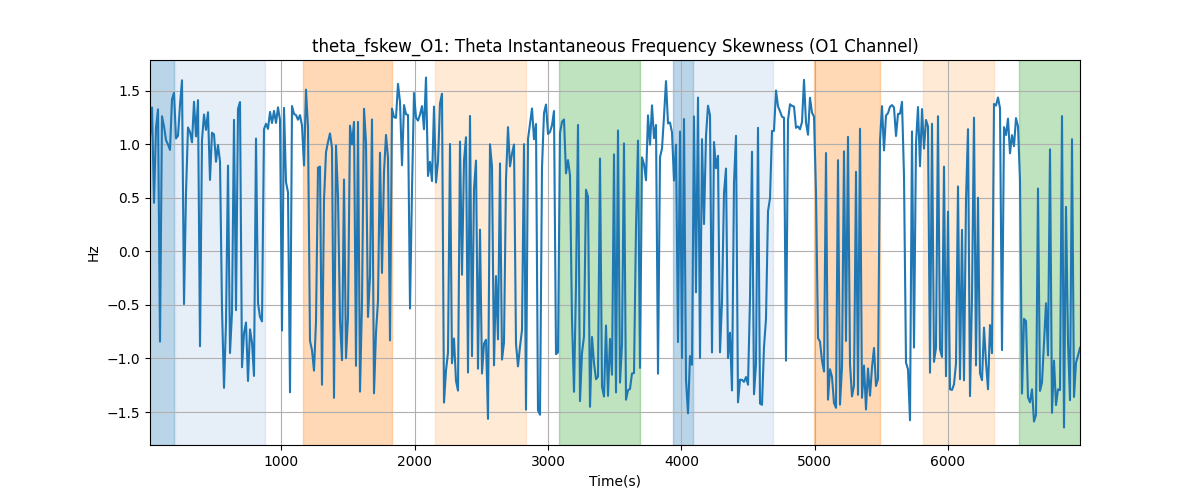 theta_fskew_O1: Theta Instantaneous Frequency Skewness (O1 Channel)
1.5
1.0
0.5
0.0
−0.5
−1.0
−1.5
Hz
1000 2000 3000 4000 5000 6000
Time(s)